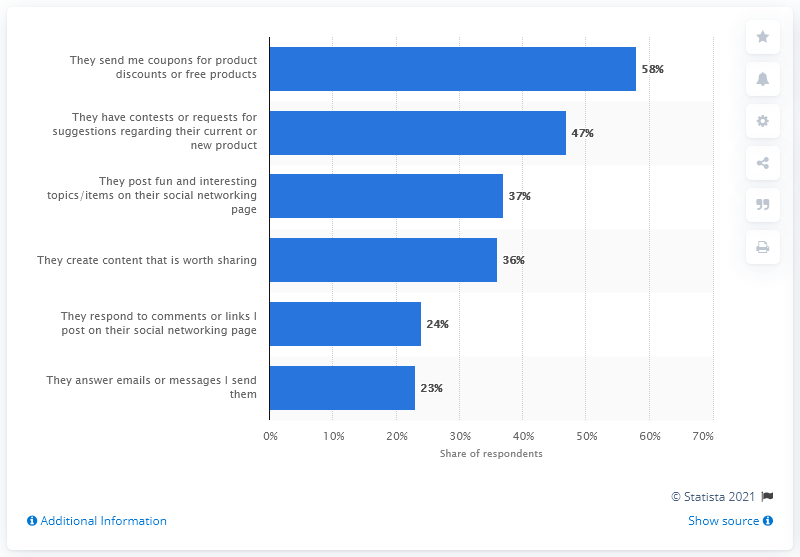 They send me coupons for product
discounts or free products
58%
They have contests or requests for
suggestions regarding their current or
new product
47%
They post fun and interesting
topics/items on their social networking
page
37%
They create content that is worth sharing
36%
They respond to comments or links I
post on their social networking page
24%
They answer emails or messages I send
them
23%
0% 10% 20% 30% 40% 50% 60% 70%
Share of respondents
© Statista 2021
Additional Information
Show source